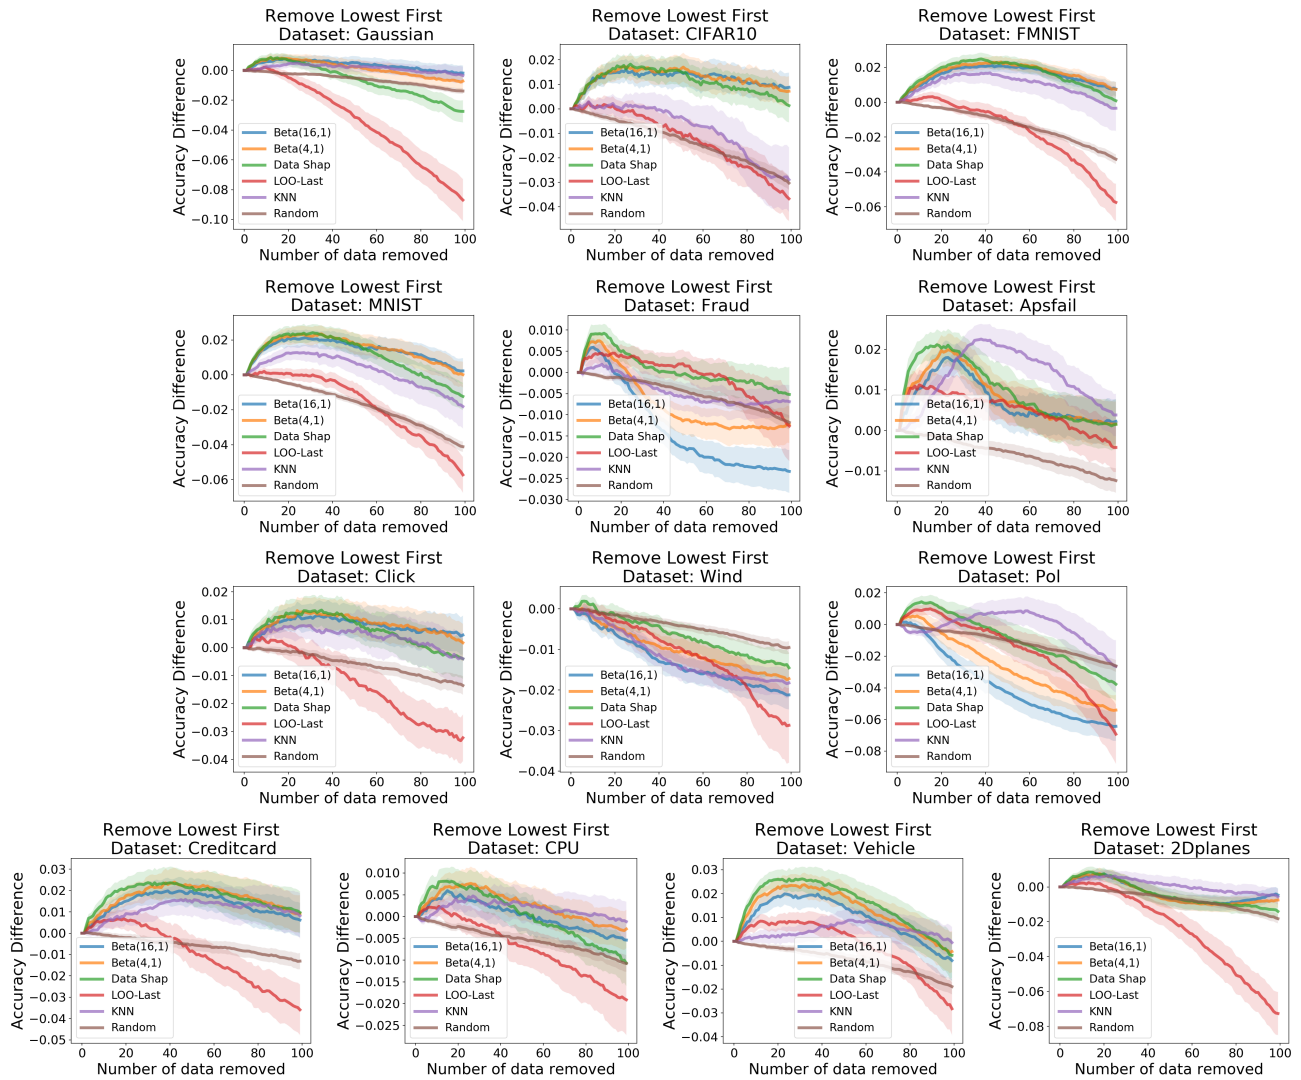 Remove Lowest First
Dataset: Gaussian
Accuracy Difference
0.00
−0.02
−0.04
−0.06
−0.08
−0.10
Beta(16,1)
Beta(4,1)
Data Shap
LOO-Last
KNN
Random
0 20 40 60 80 100
Number of data removed
Remove Lowest First
Dataset: CIFAR10
Accuracy Difference
0.02
0.01
0.00
−0.01
−0.02
−0.03
−0.04
Beta(16,1)
Beta(4,1)
Data Shap
LOO-Last
KNN
Random
0 20 40 60 80 100
Number of data removed
Remove Lowest First
Dataset: FMNIST
Accuracy Difference
0.02
0.00
−0.02
−0.04
−0.06
Beta(16,1)
Beta(4,1)
Data Shap
LOO-Last
KNN
Random
0 20 40 60 80 100
Number of data removed
Remove Lowest First
Dataset: MNIST
Accuracy Difference
0.02
0.00
−0.02
−0.04
−0.06
Beta(16,1)
Beta(4,1)
Data Shap
LOO-Last
KNN
Random
0 20 40 60 80 100
Number of data removed
Remove Lowest First
Dataset: Fraud
Accuracy Difference
0.010
0.005
0.000
−0.005
−0.010
−0.015
−0.020
−0.025
−0.030
Beta(16,1)
Beta(4,1)
Data Shap
LOO-Last
KNN
Random
0 20 40 60 80 100
Number of data removed
Remove Lowest First
Dataset: Apsfail
Accuracy Difference
0.02
0.01
0.00
−0.01
Beta(16,1)
Beta(4,1)
Data Shap
LOO-Last
KNN
Random
0 20 40 60 80 100
Number of data removed
Remove Lowest First
Dataset: Click
Accuracy Difference
0.02
0.01
0.00
−0.01
−0.02
−0.03
−0.04
Beta(16,1)
Beta(4,1)
Data Shap
LOO-Last
KNN
Random
0 20 40 60 80 100
Number of data removed
Remove Lowest First
Dataset: Wind
Accuracy Difference
0.00
−0.01
−0.02
−0.03
−0.04
Beta(16,1)
Beta(4,1)
Data Shap
LOO-Last
KNN
Random
0 20 40 60 80 100
Number of data removed
Remove Lowest First
Dataset: Pol
Accuracy Difference
0.02
0.00
−0.02
−0.04
−0.06
−0.08
Beta(16,1)
Beta(4,1)
Data Shap
LOO-Last
KNN
Random
0 20 40 60 80 100
Number of data removed
Remove Lowest First
Dataset: Creditcard
Accuracy Difference
0.03
0.02
0.01
0.00
−0.01
−0.02
−0.03
−0.04
−0.05
Beta(16,1)
Beta(4,1)
Data Shap
LOO-Last
KNN
Random
0 20 40 60 80 100
Number of data removed
Remove Lowest First
Dataset: CPU
Accuracy Difference
0.010
0.005
0.000
−0.005
−0.010
−0.015
−0.020
−0.025
Beta(16,1)
Beta(4,1)
Data Shap
LOO-Last
KNN
Random
0 20 40 60 80 100
Number of data removed
Remove Lowest First
Dataset: Vehicle
Accuracy Difference
0.03
0.02
0.01
0.00
−0.01
−0.02
−0.03
−0.04
Beta(16,1)
Beta(4,1)
Data Shap
LOO-Last
KNN
Random
0 20 40 60 80 100
Number of data removed
Remove Lowest First
Dataset: 2Dplanes
Accuracy Difference
0.00
−0.02
−0.04
−0.06
−0.08
Beta(16,1)
Beta(4,1)
Data Shap
LOO-Last
KNN
Random
0 20 40 60 80 100
Number of data removed